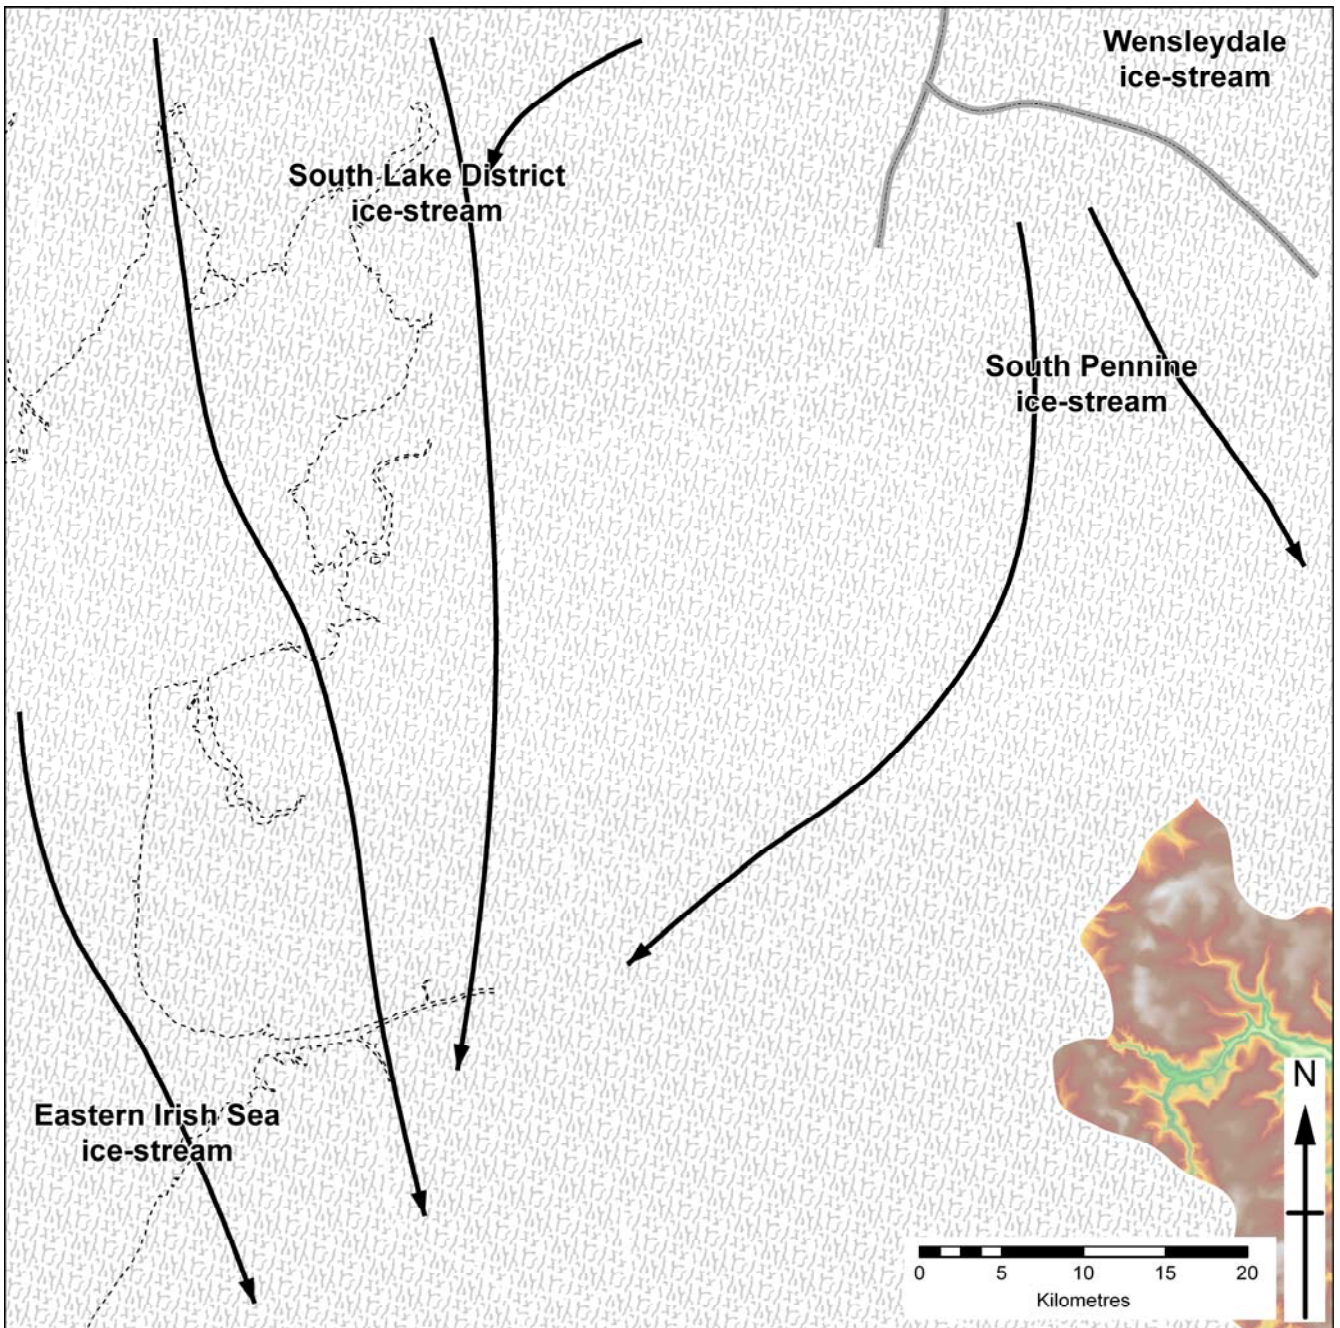 Wensleydale
ice-stream
South Lake District
ice-stream
South Pennine
ice-stream
N
Eastern Irish Sea
ice-stream
0 5 10 15 20
Kilometres